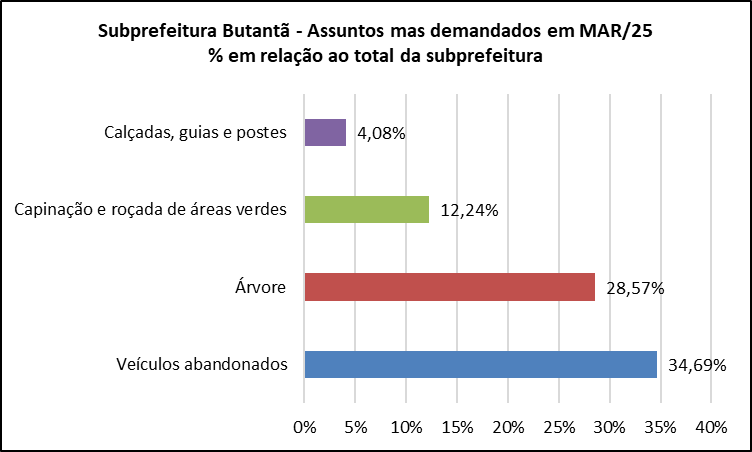 Subprefeitura Butantã - Assuntos mas demandados em MAR/25
% em relação ao total da subprefeitura
Calçadas, guias e postes
4,08%
Capinação e roçada de áreas verdes
12,24%
Árvore
28,57%
Veículos abandonados
34,69%
0% 5% 10% 15% 20% 25% 30% 35% 40%